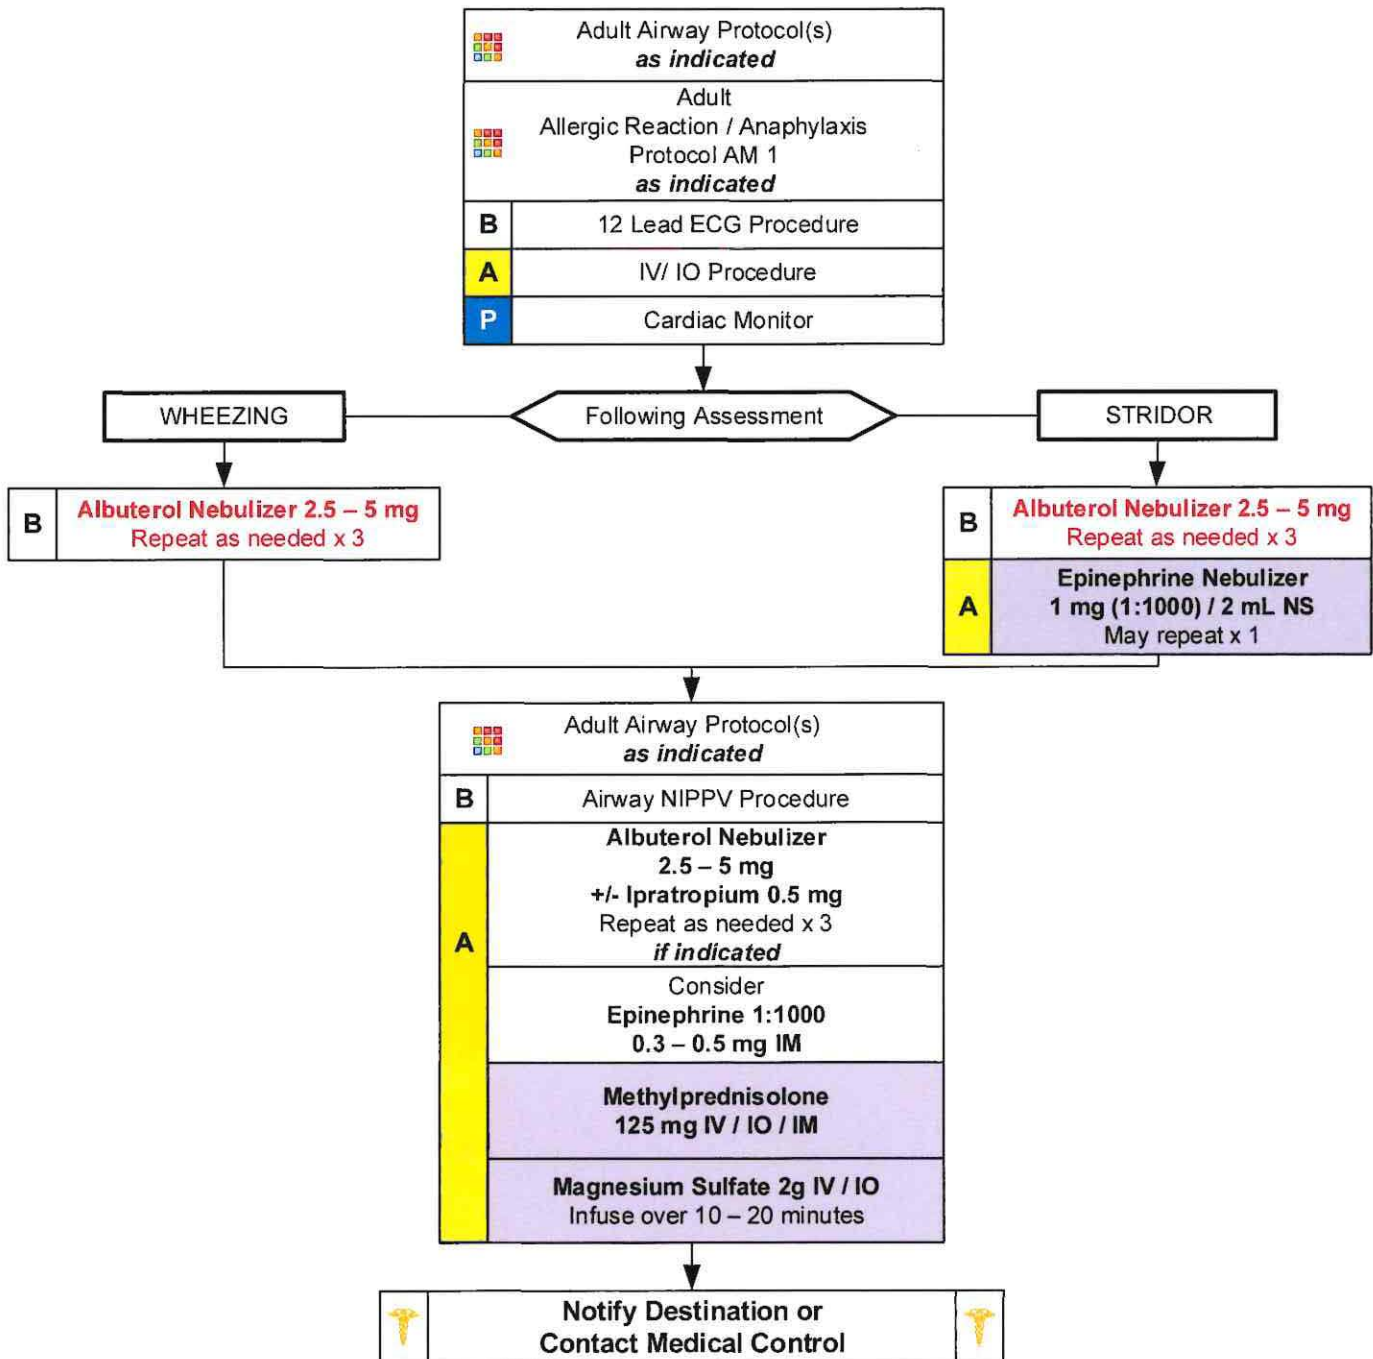 Adult Airway Protocol(s)
as indicated
Adult
Allergic Reaction / Anaphylaxis
Protocol AM 1
as indicated
B
12 Lead ECG Procedure
A
IV/ IO Procedure
P
Cardiac Monitor
WHEEZING
Following Assessment
STRIDOR
B
Albuterol Nebulizer 2.5 – 5 mg
Repeat as needed x 3
B
Albuterol Nebulizer 2.5 – 5 mg
Repeat as needed x 3
A
Epinephrine Nebulizer
1 mg (1:1000) / 2 mL NS
May repeat x 1
Adult Airway Protocol(s)
as indicated
B
Airway NIPPV Procedure
A
Albuterol Nebulizer
2.5 – 5 mg
+/- Ipratropium 0.5 mg
Repeat as needed x 3
if indicated
Consider
Epinephrine 1:1000
0.3 – 0.5 mg IM
Methylprednisolone
125 mg IV / IO / IM
Magnesium Sulfate 2g IV / IO
Infuse over 10 – 20 minutes
Notify Destination or
Contact Medical Control